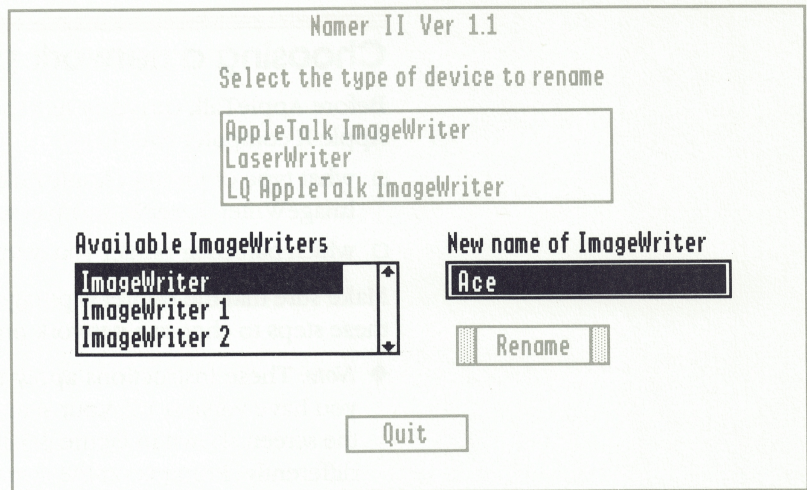 Namer II Ver 1.1
Select the type of device to rename
AppleTalk ImageWriter
LaserWriter
LQ AppleTalk ImageWriter
Available ImageWriters
ImageWriter
ImageWriter 1
ImageWriter 2
New name of ImageWriter
Ace
Rename
Quit